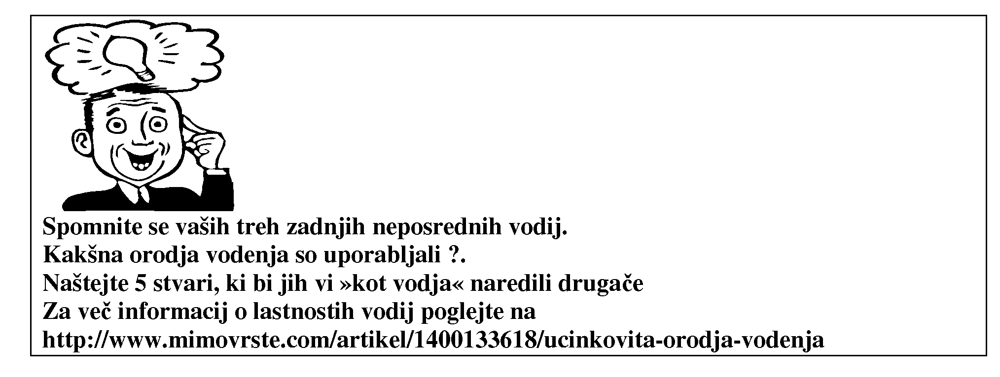 Spomnite se vaših treh zadnjih neposrednih vodij.
Kakšna orodja vodenja so uporabljali ?.
Naštejte 5 stvari, ki bi jih vi »kot vodja« naredili drugače
Za več informacij o lastnostih vodij poglejte na
http://www.mimovrste.com/artikel/1400133618/ucinkovita-orodja-vodenja